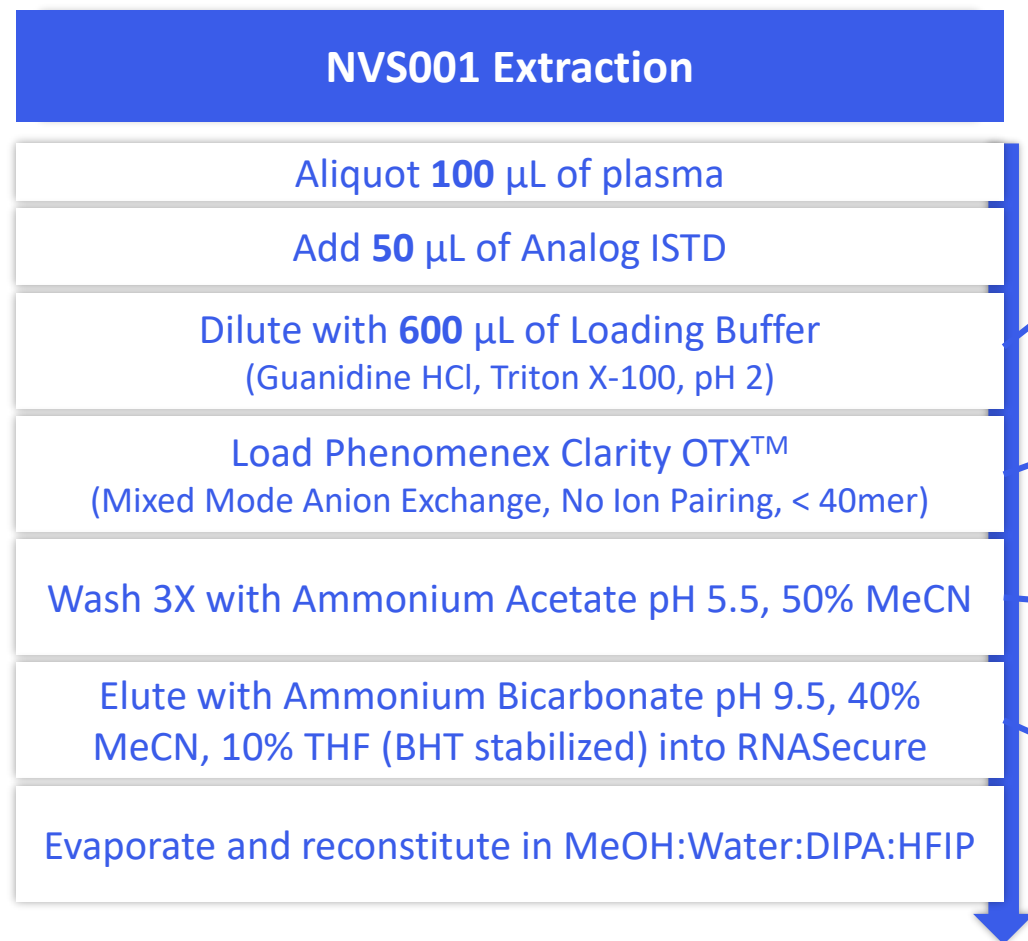 NVS001 Extraction
Aliquot 100 µL of plasma
Add 50 µL of Analog ISTD
Dilute with 600 µL of Loading Buffer
(Guanidine HCl, Triton X-100, pH 2)
Load Phenomenex Clarity OTX™
(Mixed Mode Anion Exchange, No Ion Pairing, < 40mer)
Wash 3X with Ammonium Acetate pH 5.5, 50% MeCN
Elute with Ammonium Bicarbonate pH 9.5, 40%
MeCN, 10% THF (BHT stabilized) into RNASecure
Evaporate and reconstitute in MeOH:Water:DIPA:HFIP